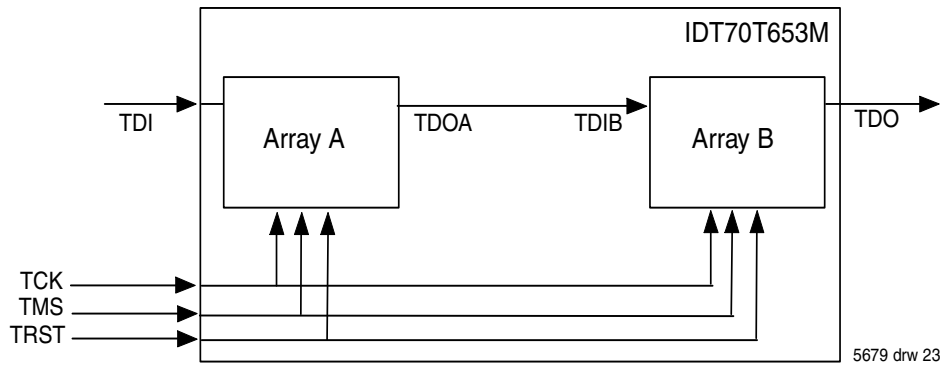 IDT70T653M
TDI
Array A
TDOA
TDIB
Array B
TDO
TCK
TMS
TRST
5679 drw 23